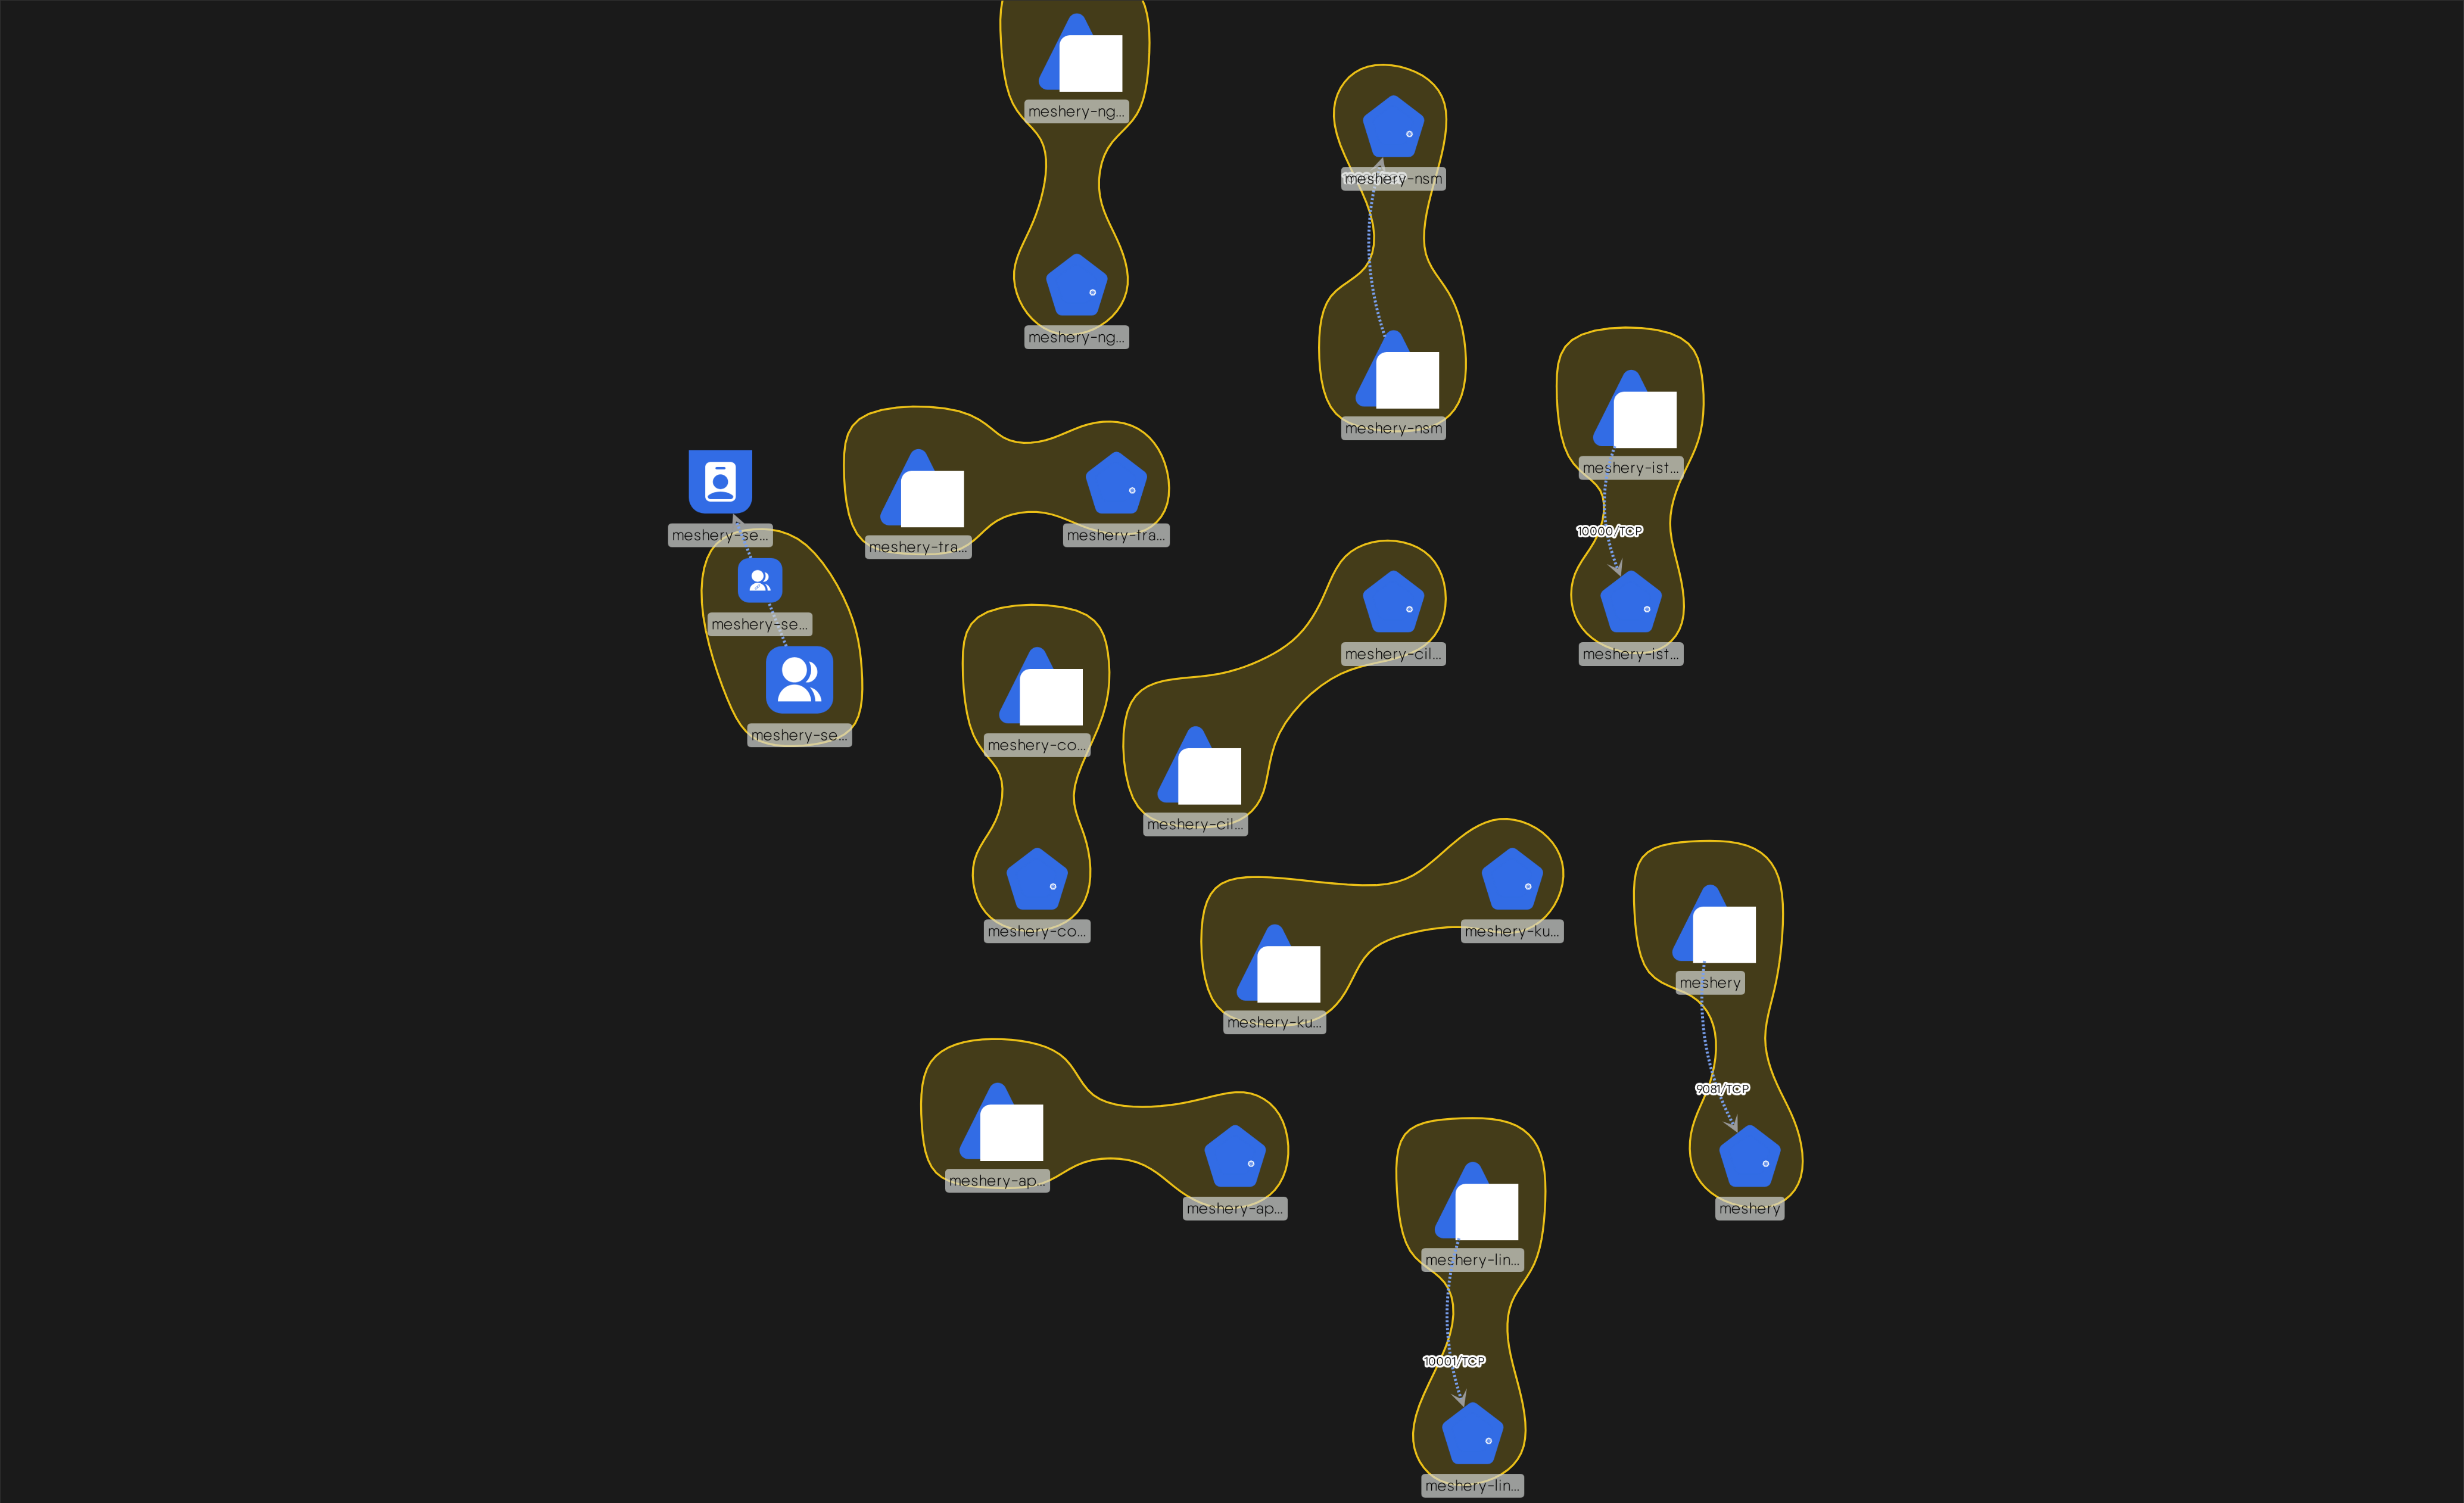 meshery-ng...
meshery-nsm
meshery-ng...
meshery-nsm
meshery-ist...
10000/TCP
meshery-se...
meshery-tra...
meshery-tra...
meshery-se...
meshery-cil...
meshery-ist...
meshery-se...
meshery-co...
meshery-cil...
meshery-co...
meshery-ku...
meshery
meshery-ku...
9081/TCP
meshery-ap...
meshery-ap...
meshery
meshery-lin...
10001/TCP
meshery-lin...